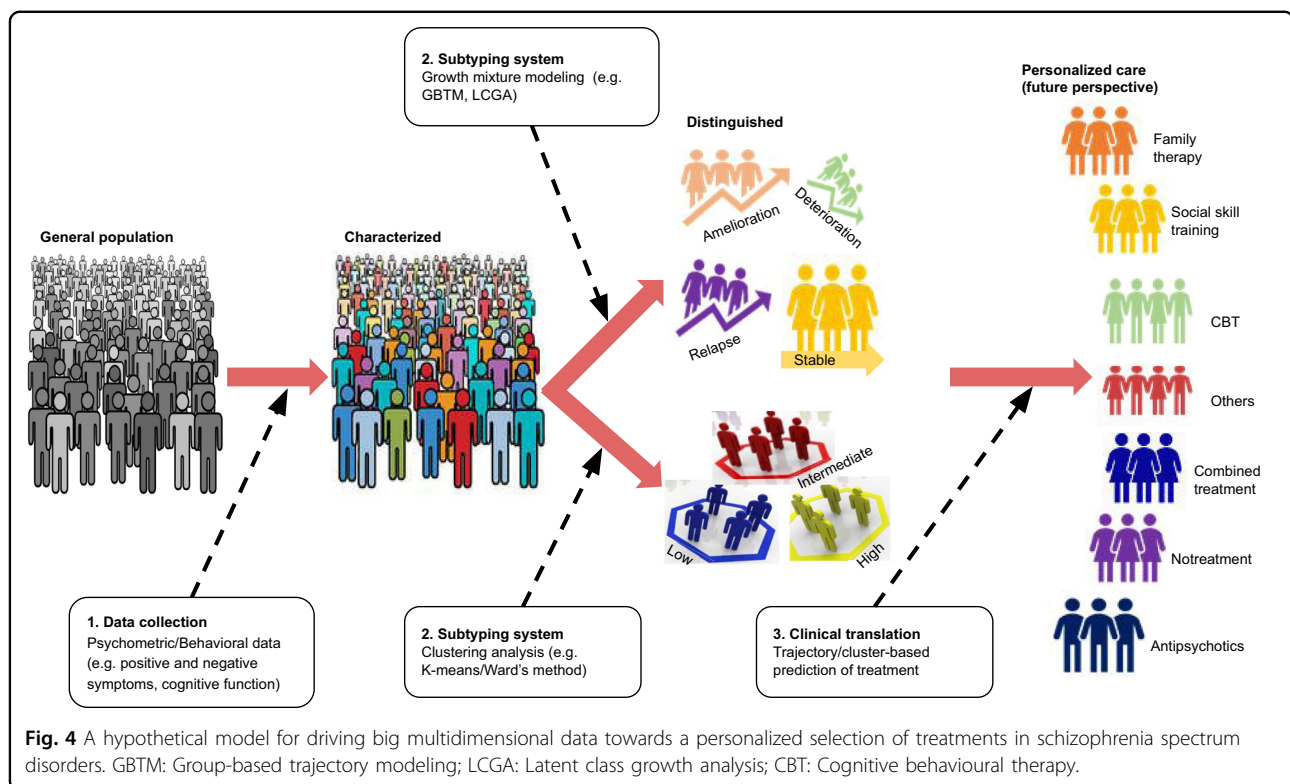 2. Subtyping system
Growth mixture modeling (e.g.
GBTM, LCGA)
Personalized care
(future perspective)
Distinguished
Family
therapy
Amelioration
Deterioration
Social skill
training
General population
Characterized
CBT
Relapse
Stable
Others
Intermediate
Combined
treatment
Low
High
Notreatment
1. Data collection
Psychometric/Behavioral data
(e.g. positive and negative
symptoms, cognitive function)
2. Subtyping system
Clustering analysis (e.g.
K-means/Ward’s method)
3. Clinical translation
Trajectory/cluster-based
prediction of treatment
Antipsychotics
Fig. 4 A hypothetical model for driving big multidimensional data towards a personalized selection of treatments in schizophrenia spectrum
disorders. GBTM: Group-based trajectory modeling; LCGA: Latent class growth analysis; CBT: Cognitive behavioural therapy.